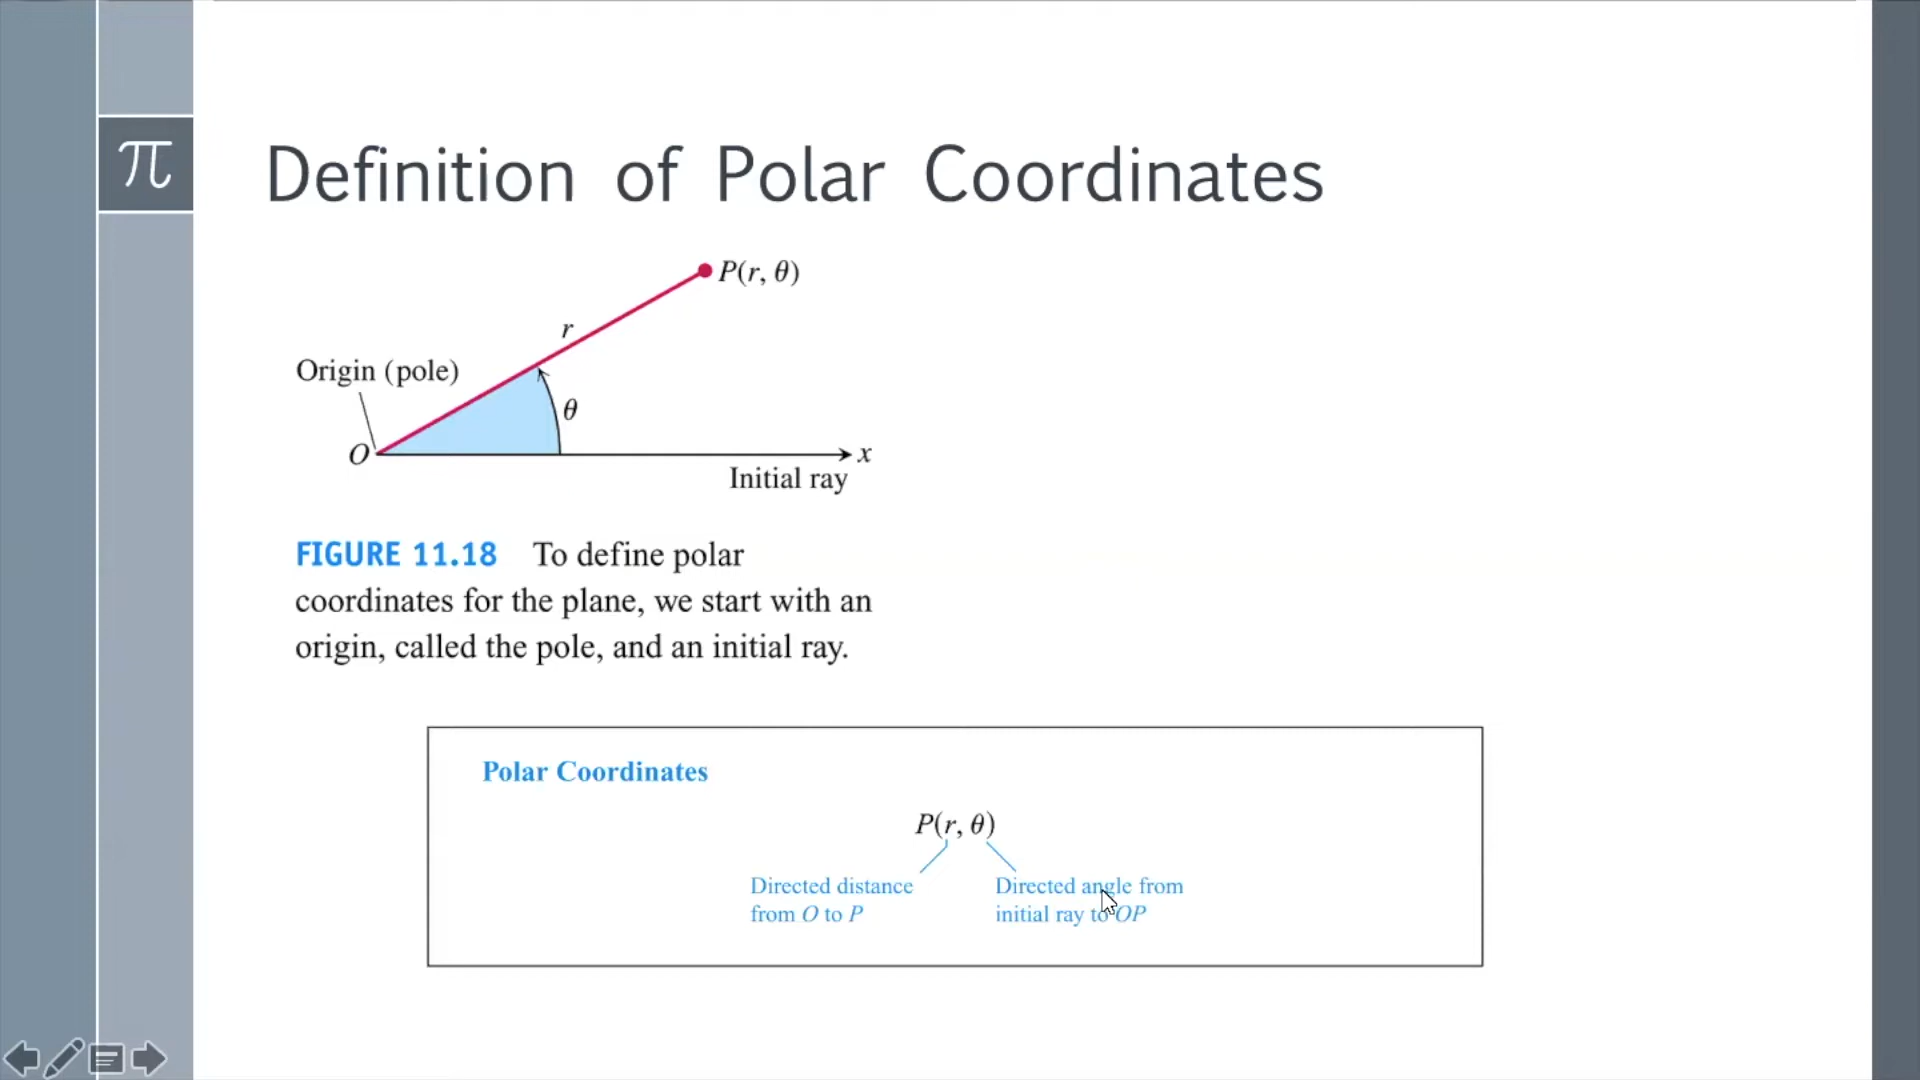 π
Definition of Polar Coordinates
P(r, θ)
r
Origin (pole)
θ
O
x
Initial ray
FIGURE 11.18 To define polar
coordinates for the plane, we start with an
origin, called the pole, and an initial ray.
Polar Coordinates
P(r, θ)
Directed distance
from O to P
Directed angle from
initial ray to OP